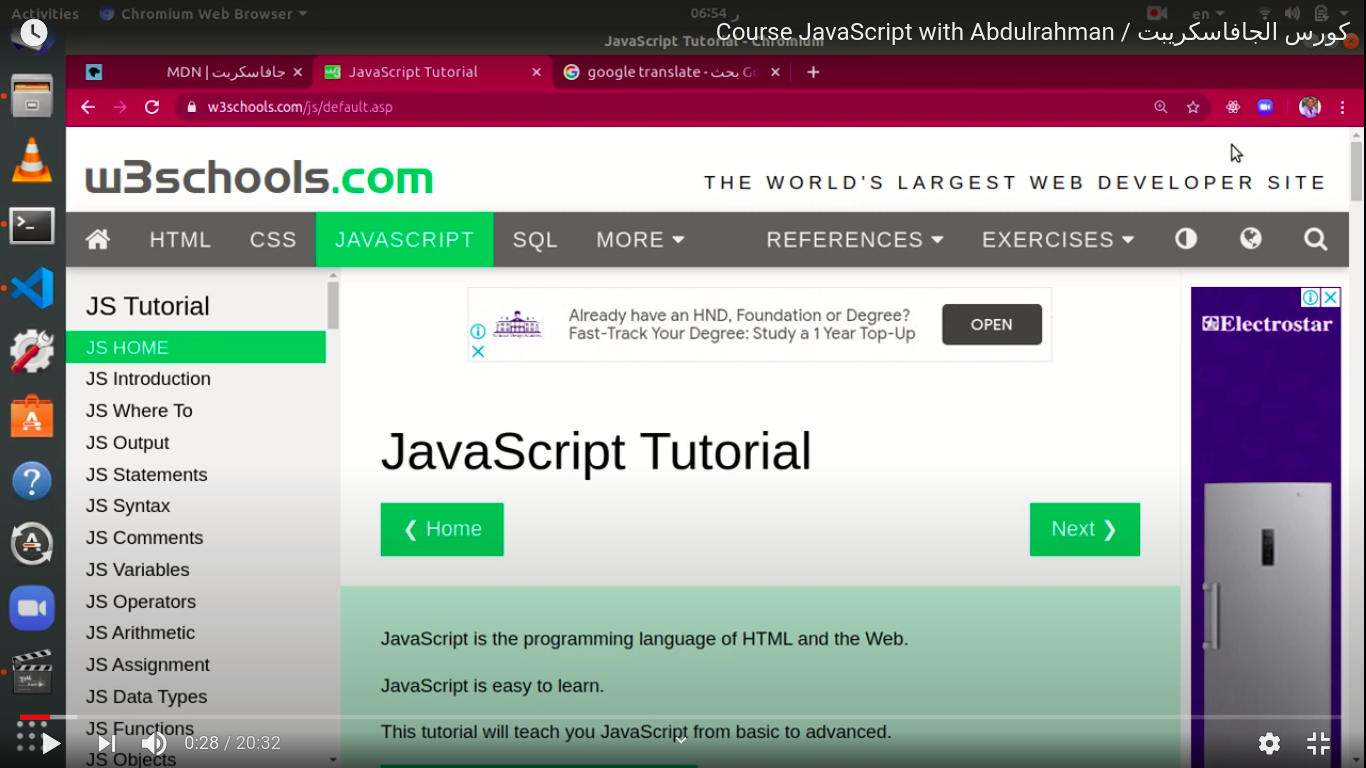 Activities
Chromium Web Browser
06:54 ر
en
JavaScript Tutorial - Chromium
Course JavaScript with Abdulrahman / كورس الجافاسكريبت
جافاسكربت | MDN
JavaScript Tutorial
google translate - بحث Go
w3schools.com/js/default.asp
w3schools.com
THE WORLD'S LARGEST WEB DEVELOPER SITE
HTML CSS JAVASCRIPT SQL MORE REFERENCES EXERCISES
JS Tutorial
JS HOME
JS Introduction
JS Where To
JS Output
JS Statements
JS Syntax
JS Comments
JS Variables
JS Operators
JS Arithmetic
JS Assignment
JS Data Types
JS Functions
JS Objects
Already have an HND, Foundation or Degree?
Fast-Track Your Degree: Study a 1 Year Top-Up
OPEN
Electrostar
JavaScript Tutorial
❮ Home
Next ❯
JavaScript is the programming language of HTML and the Web.
JavaScript is easy to learn.
This tutorial will teach you JavaScript from basic to advanced.
0:28 / 20:32